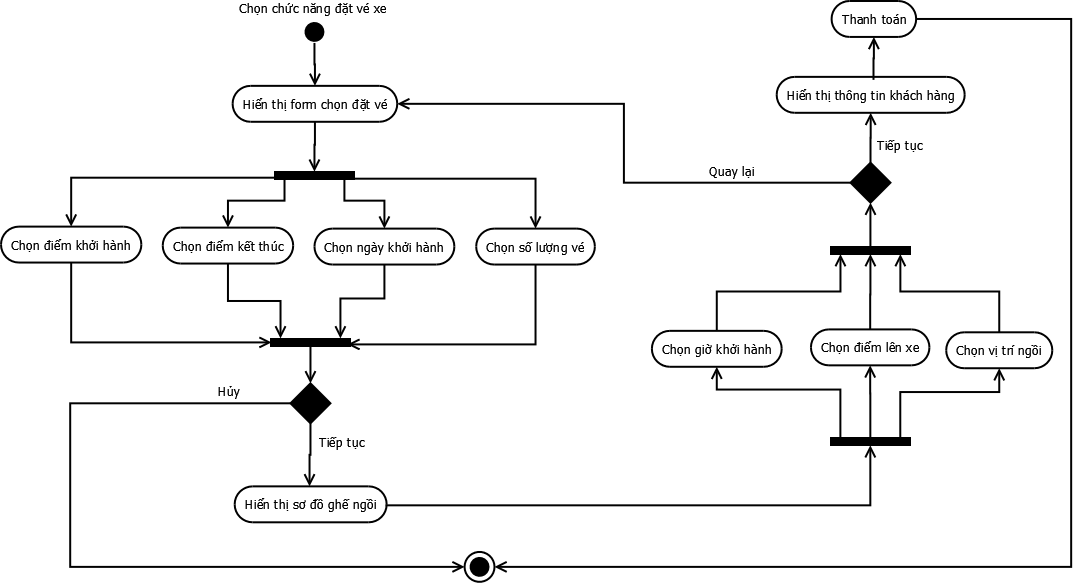 Chọn chức năng đặt vé xe
Hiển thị form chọn đặt vé
Chọn điểm khởi hành
Chọn điểm kết thúc
Chọn ngày khởi hành
Chọn số lượng vé
Hủy
Tiếp tục
Hiển thị sơ đồ ghế ngồi
Chọn giờ khởi hành
Chọn điểm lên xe
Chọn vị trí ngồi
Quay lại
Tiếp tục
Hiển thị thông tin khách hàng
Thanh toán